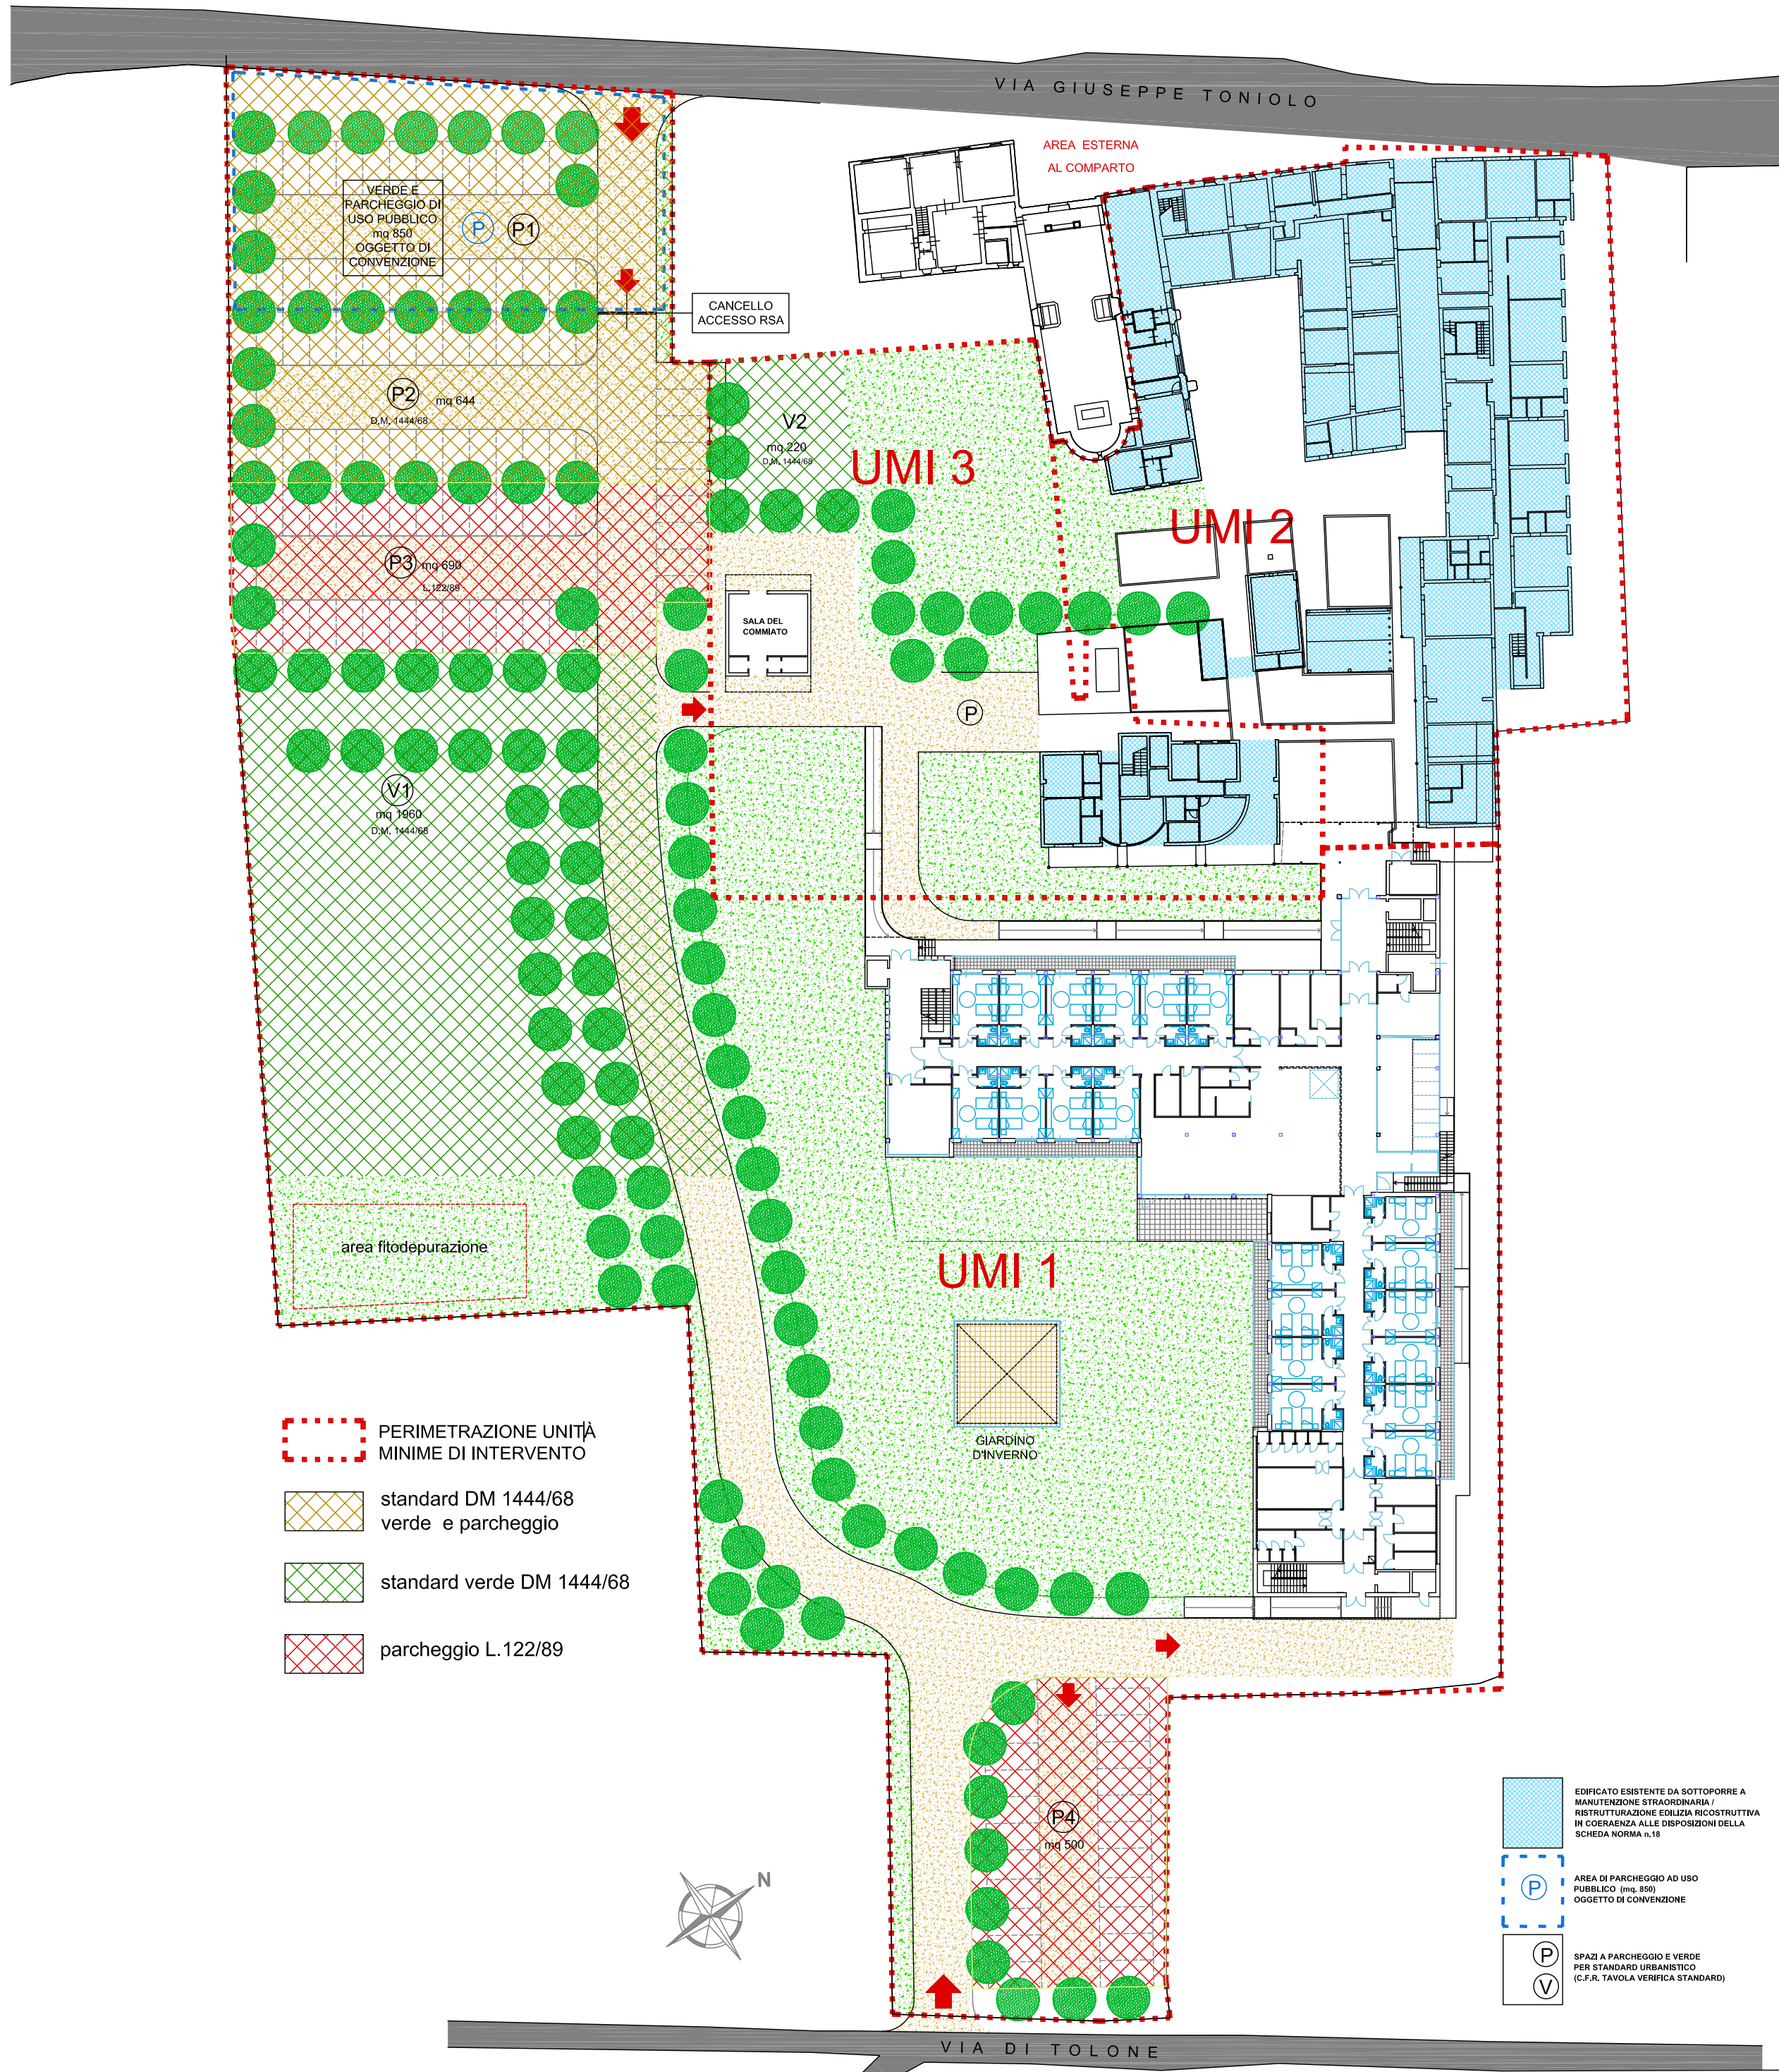 VIA GIUSEPPE TONIOLO
AREA ESTERNA
AL COMPARTO
VERDE E
PARCHEGGIO DI
USO PUBBLICO
mq 850
OGGETTO DI
CONVENZIONE
P
P1
CANCELLO
ACCESSO RSA
P2
mq 644
D.M. 1444/68
V2
mq 220
D.M. 1444/68
UMI 3
UMI 2
P3
mq 690
L.122/89
SALA DEL
COMMIATO
P
V1
mq 1960
D.M. 1444/68
area fitodepurazione
UMI 1
GIARDINO
D'INVERNO
PERIMETRAZIONE UNITÀ
MINIME DI INTERVENTO
standard DM 1444/68
verde e parcheggio
standard verde DM 1444/68
parcheggio L.122/89
P4
mq 500
N
EDIFICATO ESISTENTE DA SOTTOPORRE A
MANUTENZIONE STRAORDINARIA /
RISTRUTTURAZIONE EDILIZIA RICOSTRUTTIVA
IN COERAENZA ALLE DISPOSIZIONI DELLA
SCHEDA NORMA n.18
P
AREA DI PARCHEGGIO AD USO
PUBBLICO (mq. 850)
OGGETTO DI CONVENZIONE
P
V
SPAZI A PARCHEGGIO E VERDE
PER STANDARD URBANISTICO
(C.F.R. TAVOLA VERIFICA STANDARD)
VIA DI TOLONE